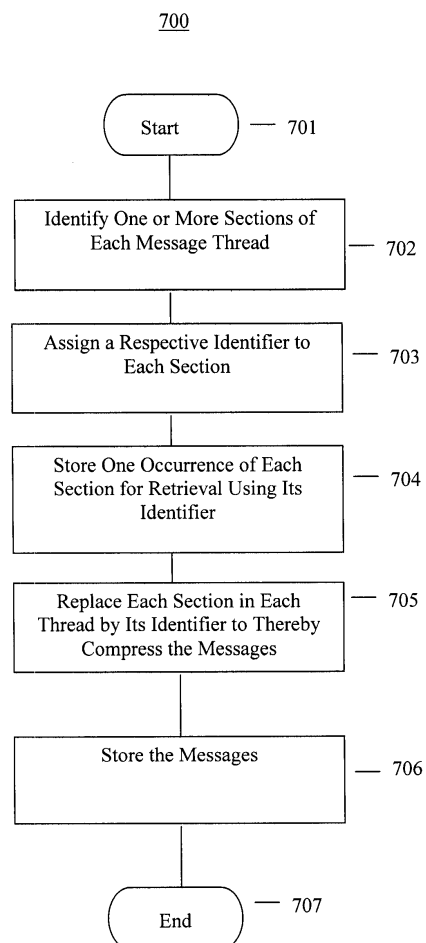 700
Start
701
Identify One or More Sections of
Each Message Thread
702
Assign a Respective Identifier to
Each Section
703
Store One Occurrence of Each
Section for Retrieval Using Its
Identifier
704
Replace Each Section in Each
Thread by Its Identifier to Thereby
Compress the Messages
705
Store the Messages
706
End
707